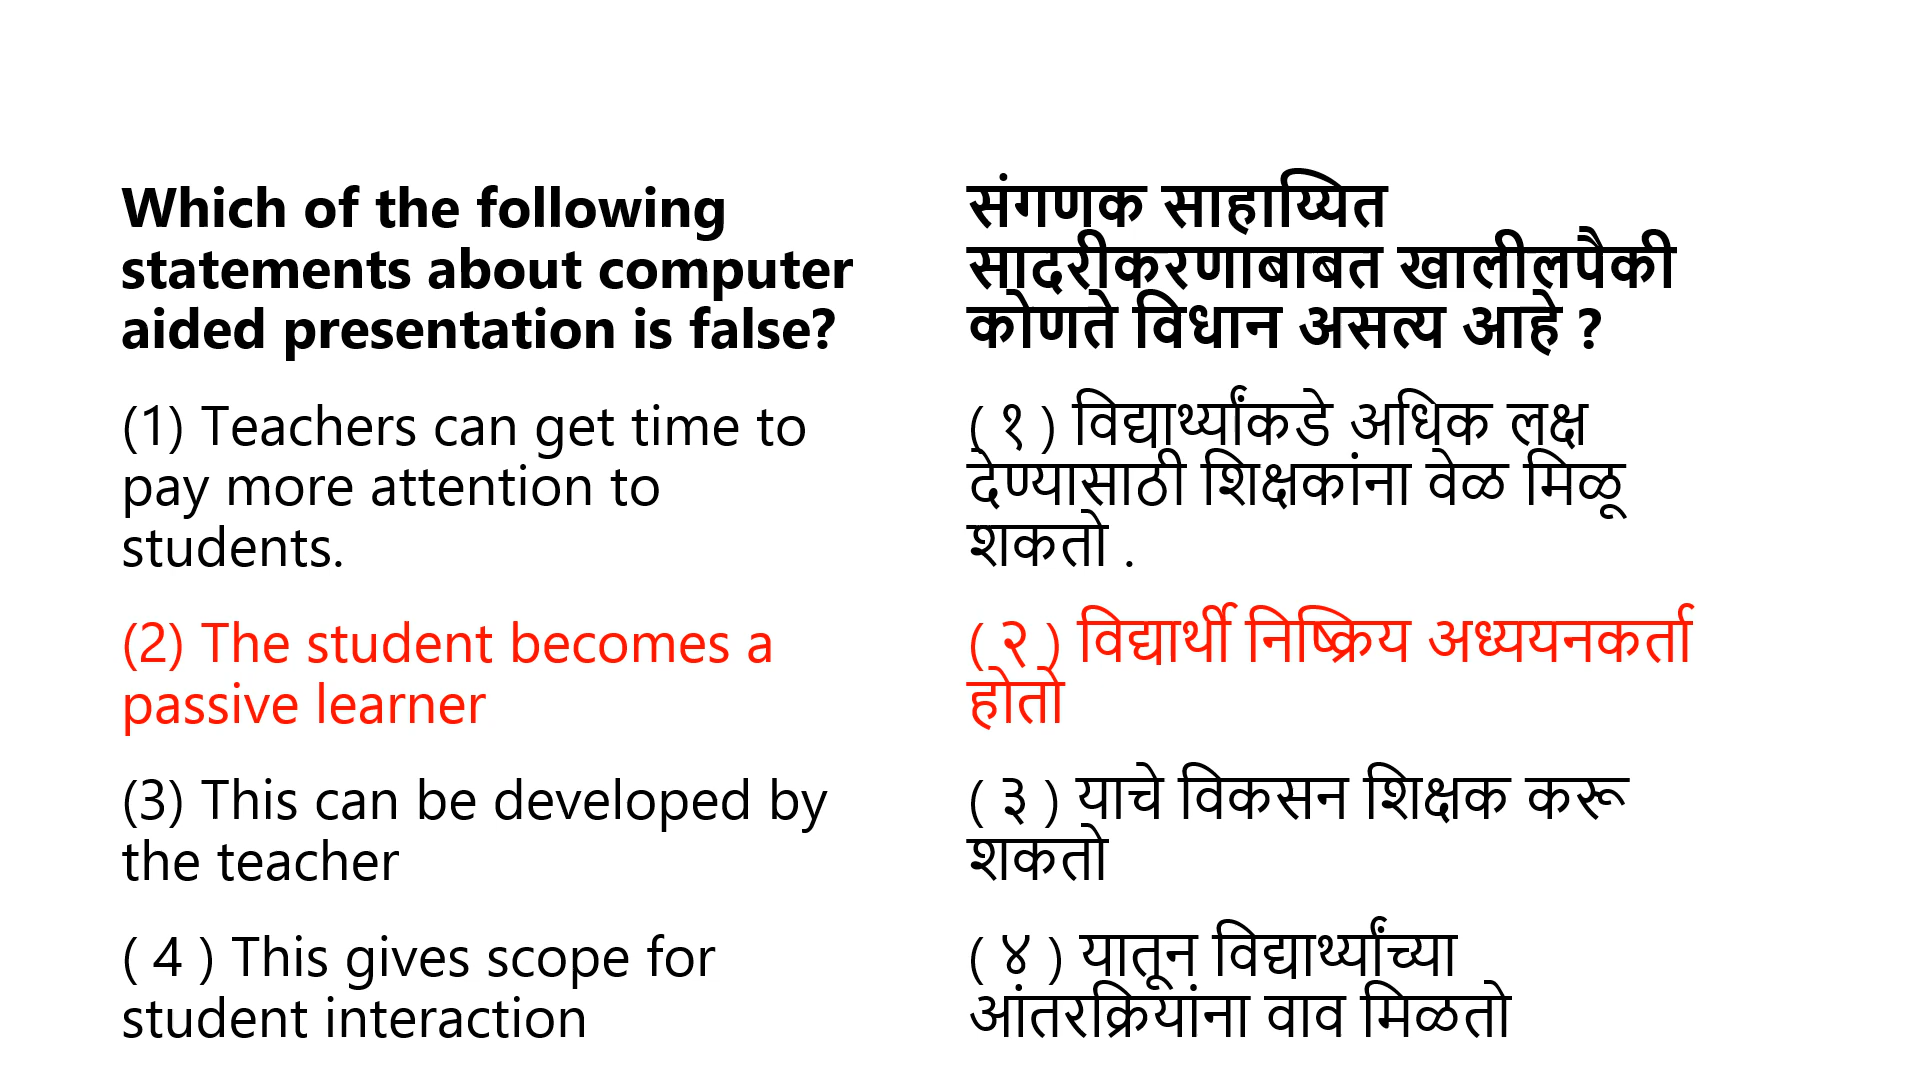 Which of the following
statements about computer
aided presentation is false?
(1) Teachers can get time to
pay more attention to
students.
(2) The student becomes a
passive learner
(3) This can be developed by
the teacher
( 4 ) This gives scope for
student interaction
संगणक साहाय्यित
सादरीकरणाबाबत खालीलपैकी
कोणते विधान असत्य आहे ?
( १ ) विद्यार्थ्यांकडे अधिक लक्ष
देण्यासाठी शिक्षकांना वेळ मिळू
शकतो .
( २ ) विद्यार्थी निष्क्रिय अध्ययनकर्ता
होतो
( ३ ) याचे विकसन शिक्षक करू
शकतो
( ४ ) यातून विद्यार्थ्यांच्या
आंतरक्रियांना वाव मिळतो